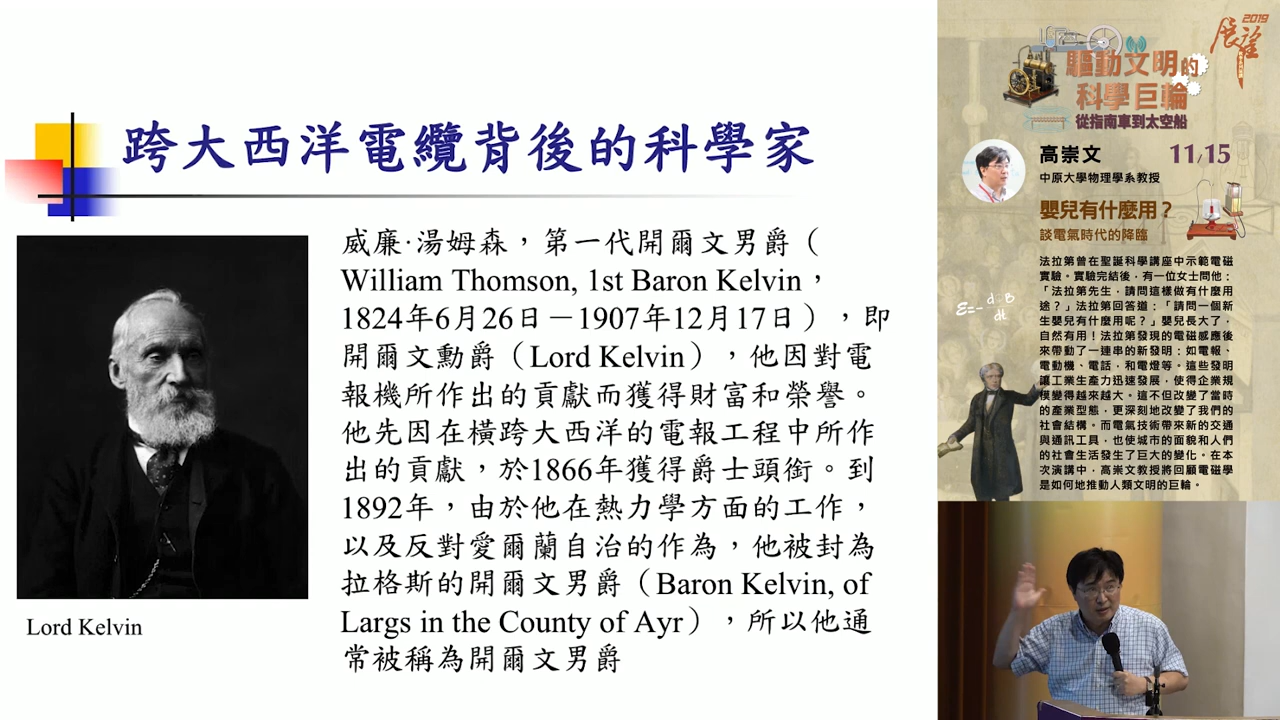 跨大西洋電纜背後的科學家
威廉·湯姆森，第一代開爾文男爵（
William Thomson, 1st Baron Kelvin，
1824年6月26日－1907年12月17日），即
開爾文勳爵（Lord Kelvin），他因對電
報機所作出的貢獻而獲得財富和榮譽。
他先因在橫跨大西洋的電報工程中所作
出的貢獻，於1866年獲得爵士頭銜。到
1892年，由於他在熱力學方面的工作，
以及反對愛爾蘭自治的作為，他被封為
拉格斯的開爾文男爵（Baron Kelvin, of
Largs in the County of Ayr），所以他通
常被稱為開爾文男爵
Lord Kelvin
2019
展望
驅動文明的
科學巨輪
從指南車到太空船
高崇文
11/15
中原大學物理學系教授
嬰兒有什麼用？
談電氣時代的降臨
法拉第曾在聖誕科學講座中示範電磁
實驗。實驗完結後，有一位女士問他：
「法拉第先生，請問這樣做有什麼用
途？」法拉第回答道：「請問一個新
生嬰兒有什麼用呢？」嬰兒長大了，
自然有用！法拉第發現的電磁感應後
來帶動了一連串的新發明：如電報、
電動機、電話，和電燈等。這些發明
讓工業生產力迅速發展，使得企業規
模變得越來越大。這不但改變了當時
的產業型態，更深刻地改變了我們的
社會結構。而電氣技術帶來新的交通
與通訊工具，也使城市的面貌和人們
的社會生活發生了巨大的變化。在本
次演講中，高崇文教授將回顧電磁學
是如何地推動人類文明的巨輪。